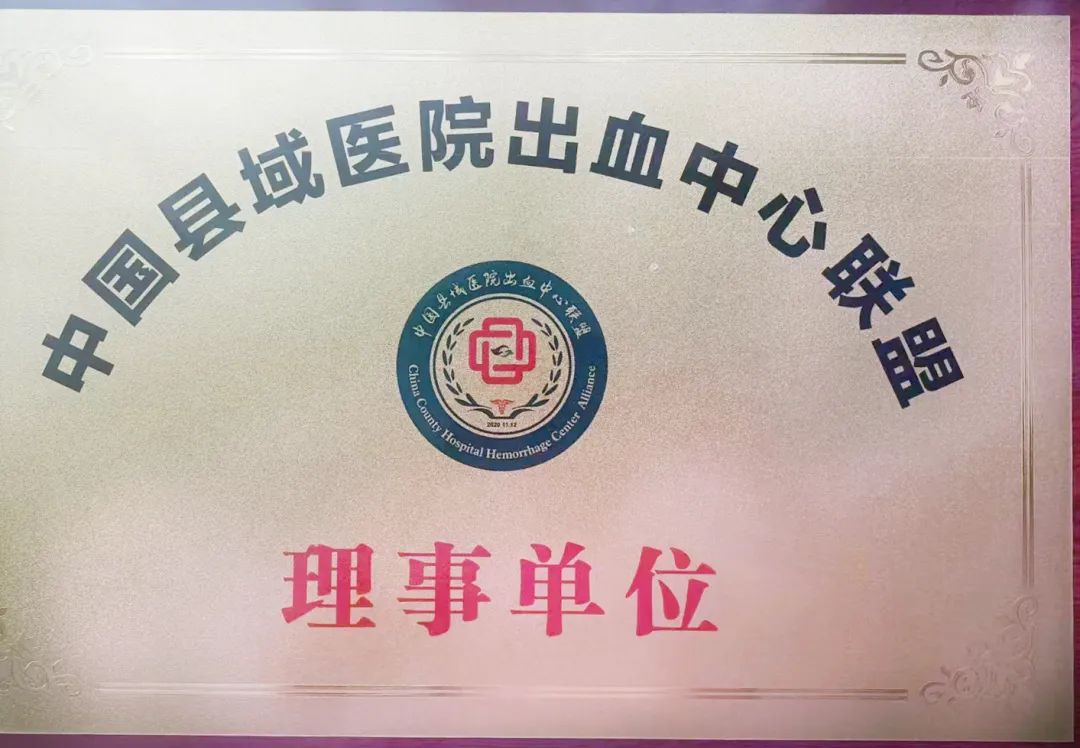 中国县域医院出血中心联盟
中国县域医院出血中心联盟
2020 11.12
China County Hospital Hemorrhage Center Alliance
理事单位